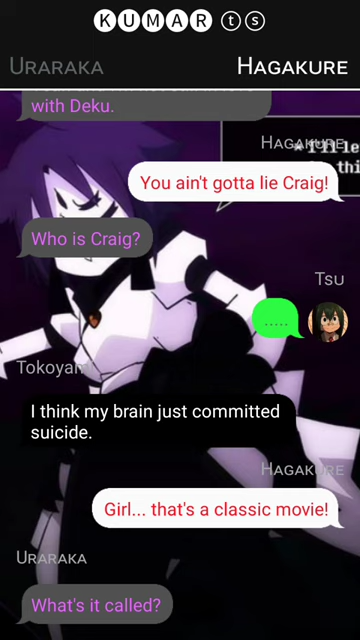 KUMAR ts
URARAKA HAGAKURE
with Deku.
HAGAKURE
You ain't gotta lie Craig!
Who is Craig?
TSU
.....
I think my brain just committed
suicide.
HAGAKURE
Girl... that's a classic movie!
URARAKA
What's it called?